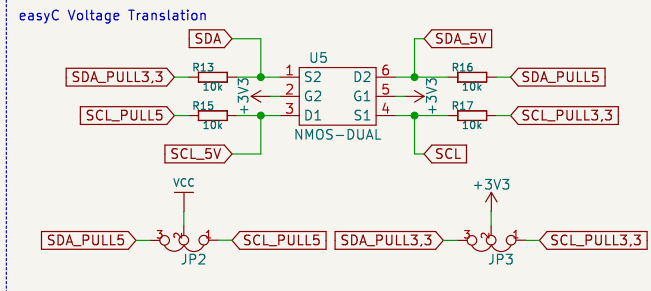 easyC Voltage Translation
SDA
SDA_5V
U5
R13
R16
SDA_PULL3,3
1
S2
D2
6
SDA_PULL5
10k
10k
2
G2
G1
5
+3V3
+3V3
R15
R17
SCL_PULL5
3
D1
S1
4
SCL_PULL3,3
10k
10k
NMOS-DUAL
SCL_5V
SCL
VCC
+3V3
SDA_PULL5
3
2
1
SCL_PULL5
SDA_PULL3,3
3
2
1
SCL_PULL3,3
JP2
JP3